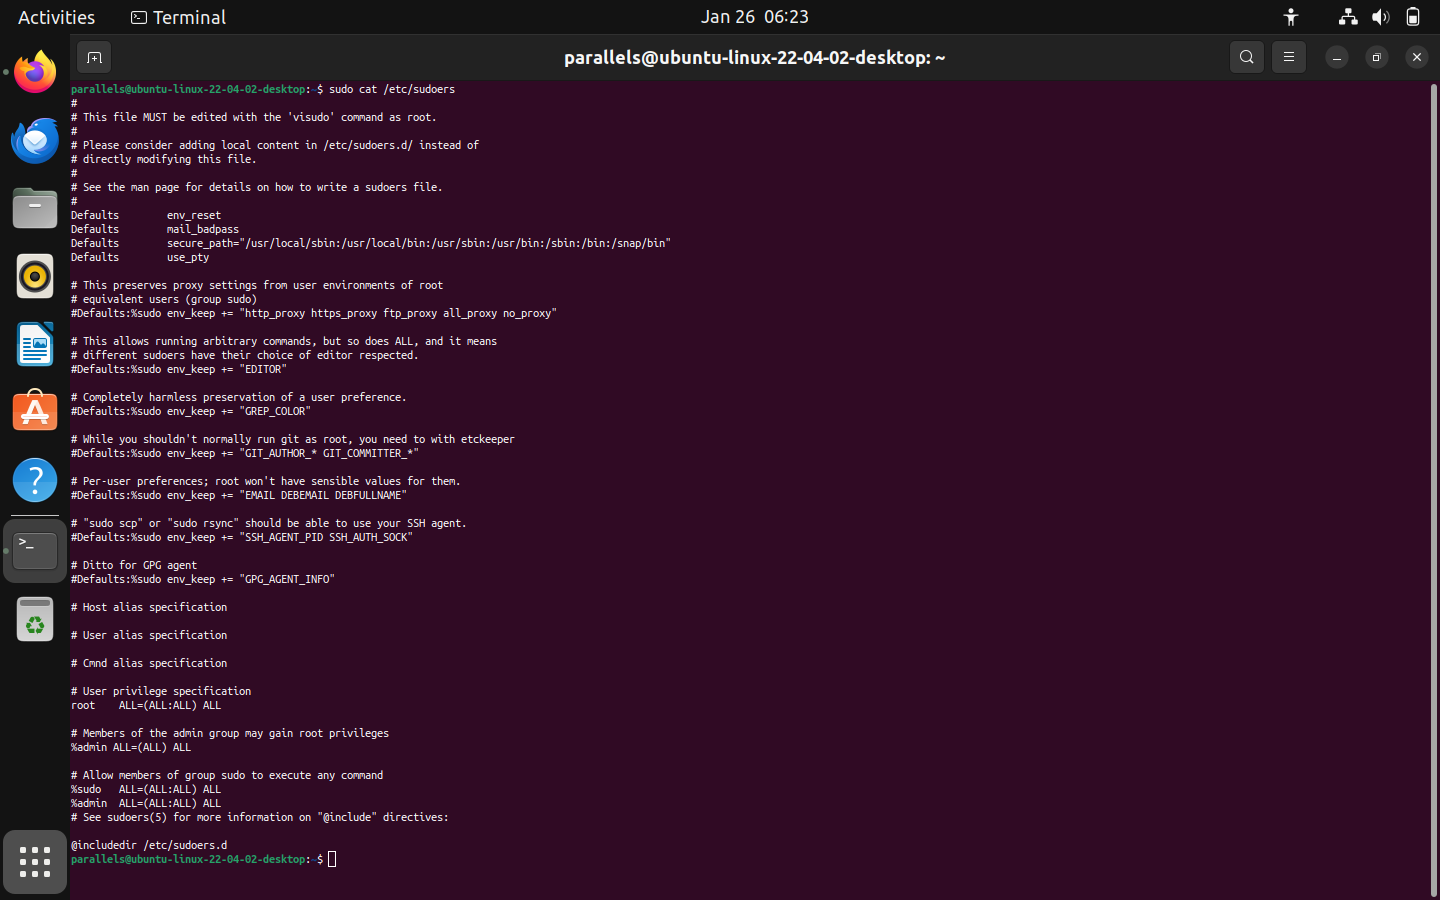 Activities
Terminal
Jan 26 06:23
parallels@ubuntu-linux-22-04-02-desktop: ~
parallels@ubuntu-linux-22-04-02-desktop:~$ sudo cat /etc/sudoers
#
# This file MUST be edited with the 'visudo' command as root.
#
# Please consider adding local content in /etc/sudoers.d/ instead of
# directly modifying this file.
#
# See the man page for details on how to write a sudoers file.
#
Defaults        env_reset
Defaults        mail_badpass
Defaults        secure_path="/usr/local/sbin:/usr/local/bin:/usr/sbin:/usr/bin:/sbin:/bin:/snap/bin"
Defaults        use_pty
# This preserves proxy settings from user environments of root
# equivalent users (group sudo)
#Defaults:%sudo env_keep += "http_proxy https_proxy ftp_proxy all_proxy no_proxy"
# This allows running arbitrary commands, but so does ALL, and it means
# different sudoers have their choice of editor respected.
#Defaults:%sudo env_keep += "EDITOR"
# Completely harmless preservation of a user preference.
#Defaults:%sudo env_keep += "GREP_COLOR"
# While you shouldn't normally run git as root, you need to with etckeeper
#Defaults:%sudo env_keep += "GIT_AUTHOR_* GIT_COMMITTER_*"
# Per-user preferences; root won't have sensible values for them.
#Defaults:%sudo env_keep += "EMAIL DEBEMAIL DEBFULLNAME"
# "sudo scp" or "sudo rsync" should be able to use your SSH agent.
#Defaults:%sudo env_keep += "SSH_AGENT_PID SSH_AUTH_SOCK"
# Ditto for GPG agent
#Defaults:%sudo env_keep += "GPG_AGENT_INFO"
# Host alias specification
# User alias specification
# Cmnd alias specification
# User privilege specification
root    ALL=(ALL:ALL) ALL
# Members of the admin group may gain root privileges
%admin ALL=(ALL) ALL
# Allow members of group sudo to execute any command
%sudo   ALL=(ALL:ALL) ALL
%admin  ALL=(ALL:ALL) ALL
# See sudoers(5) for more information on "@include" directives:
@includedir /etc/sudoers.d
parallels@ubuntu-linux-22-04-02-desktop:~$